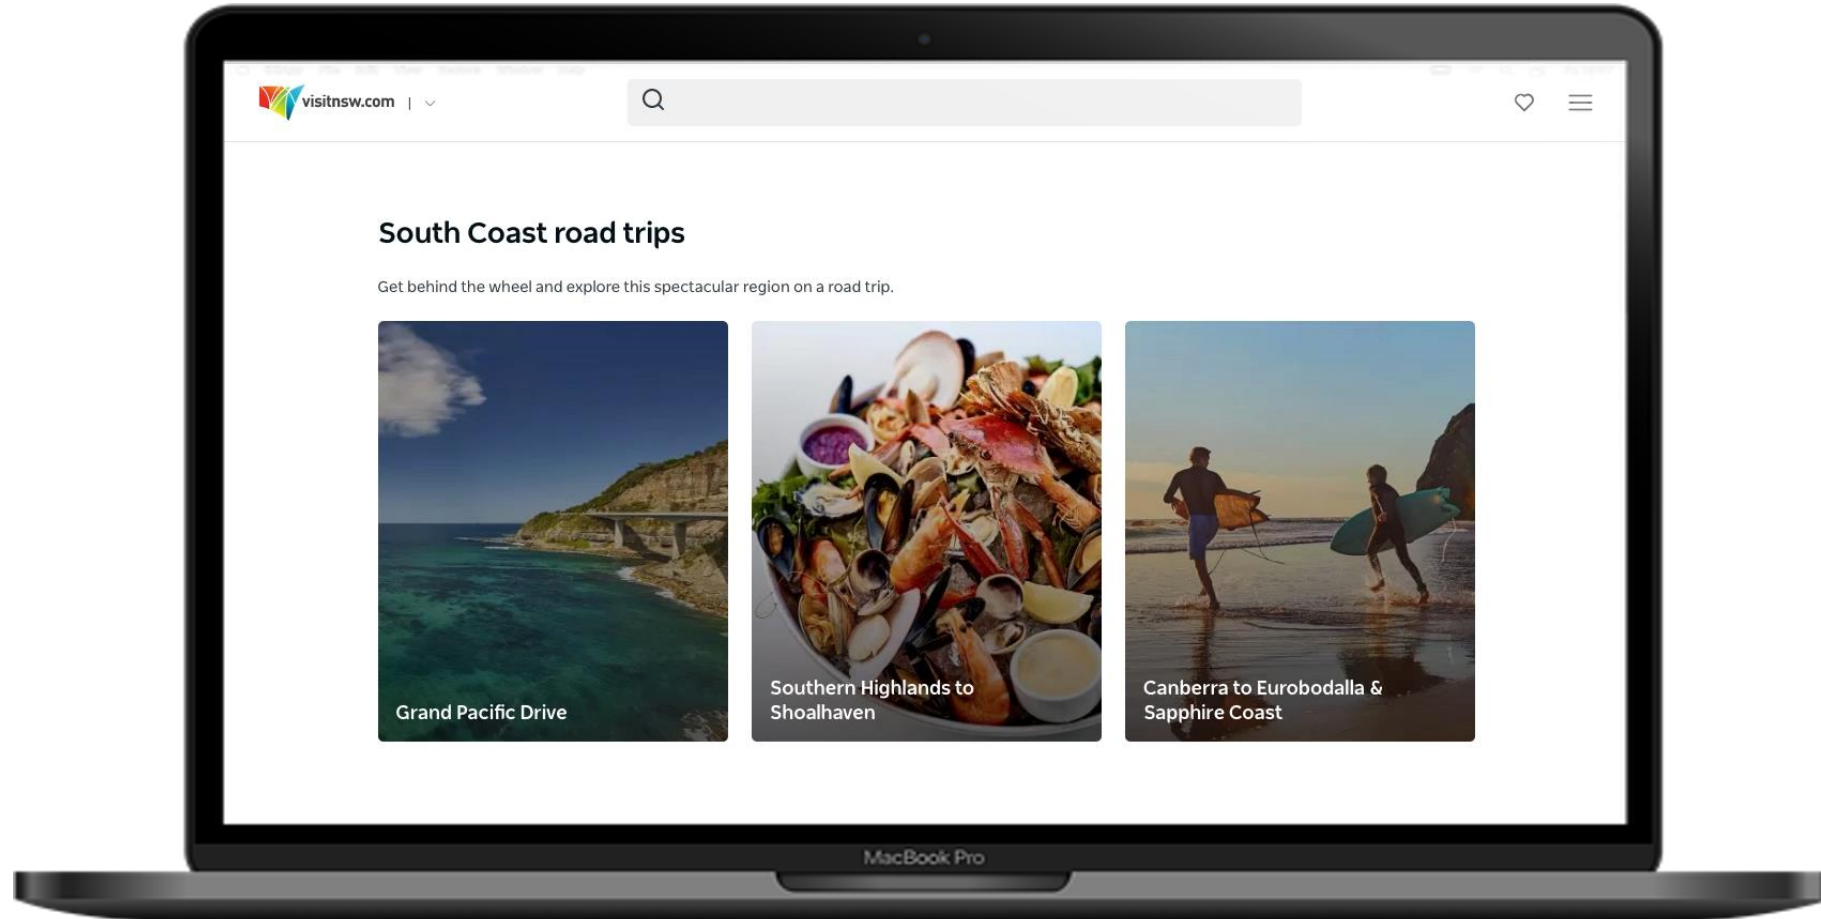 visitnsw.com |
South Coast road trips
Get behind the wheel and explore this spectacular region on a road trip.
Grand Pacific Drive
Southern Highlands to
Shoalhaven
Canberra to Eurobodalla &
Sapphire Coast
MacBook Pro